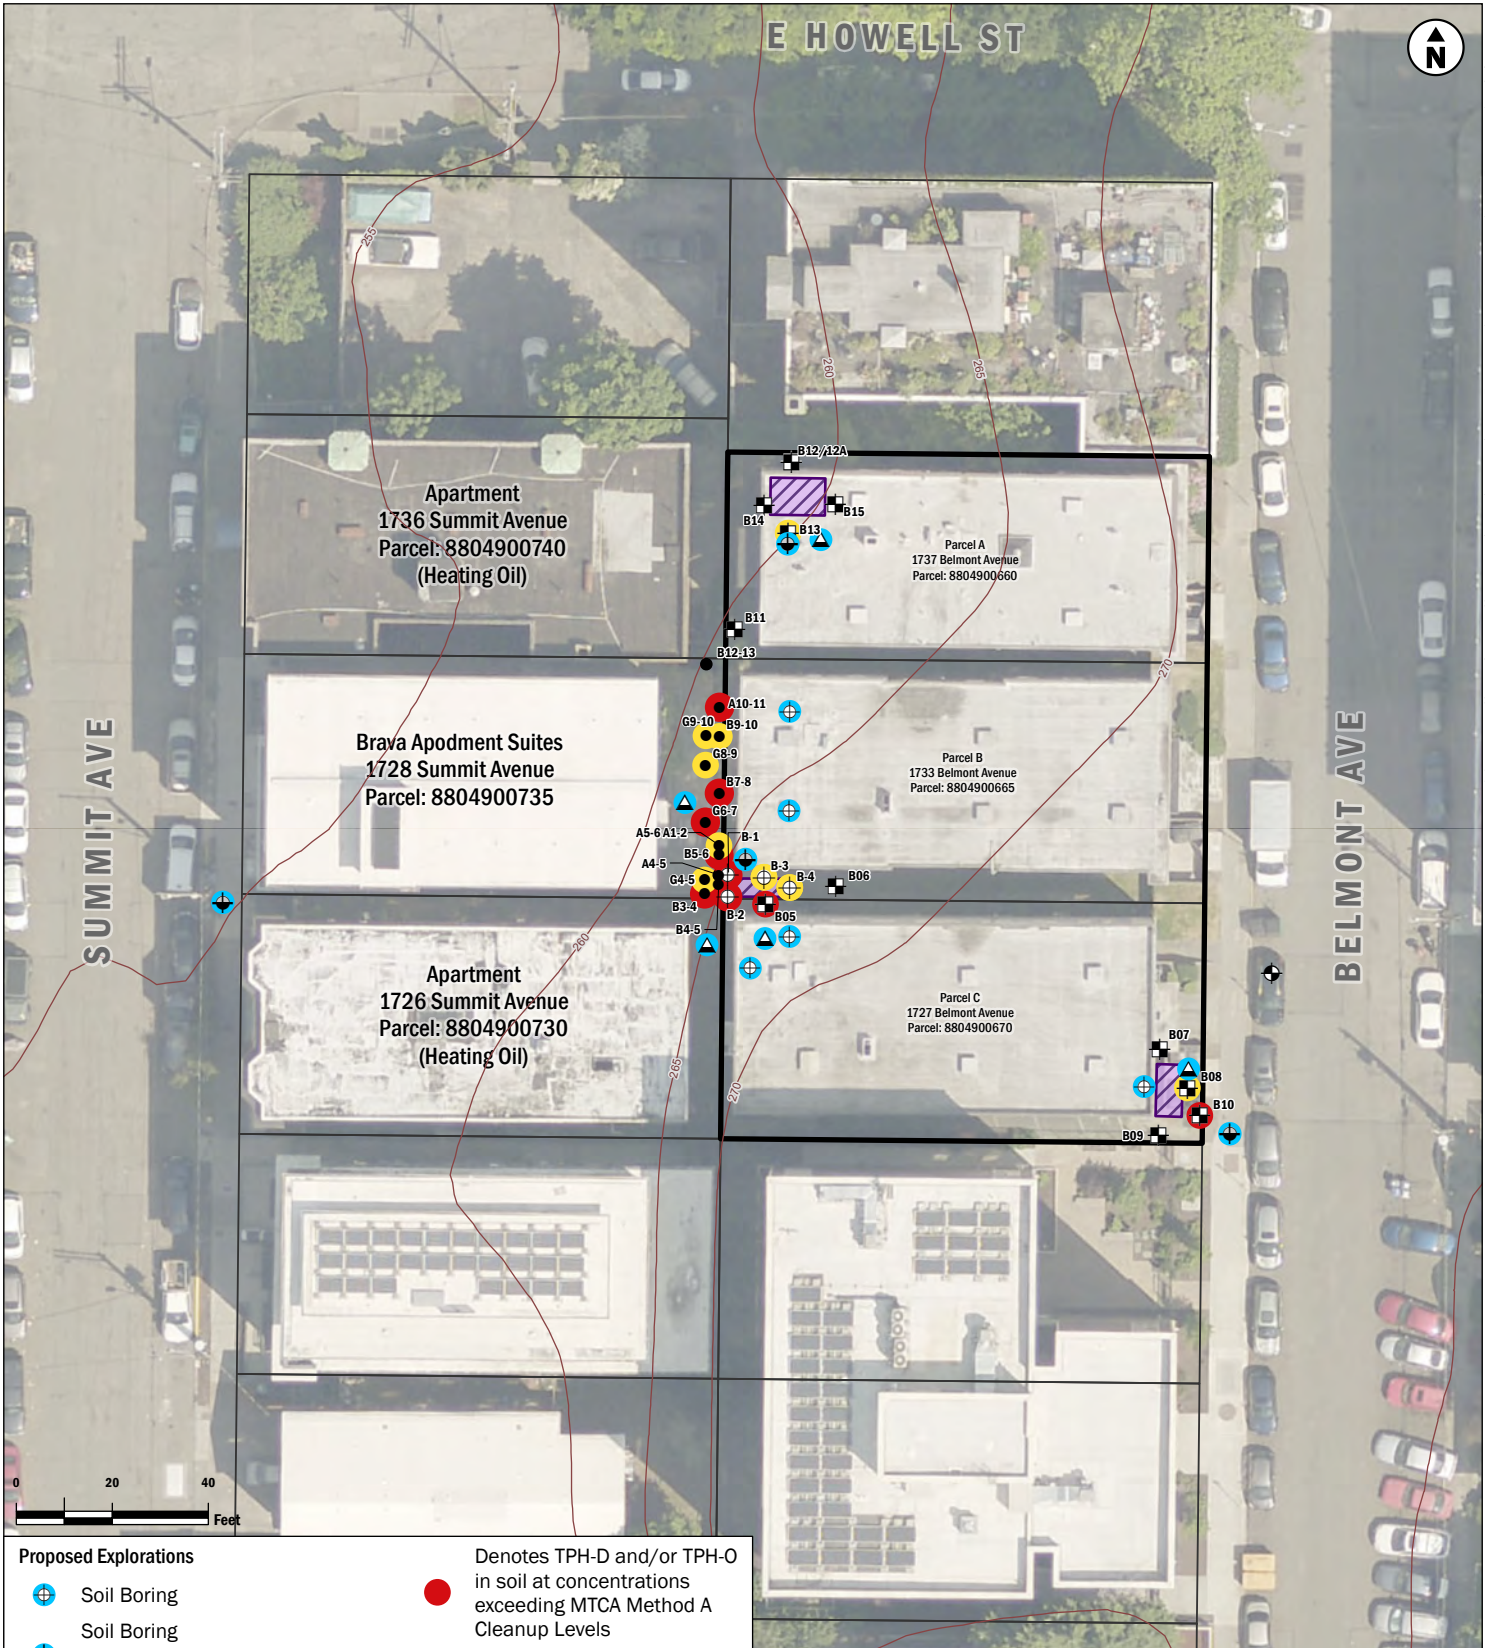 E HOWELL ST
N
255
260
265
B12/12A
Apartment
1736 Summit Avenue
Parcel: 8804900740
(Heating Oil)
B14
B15
B13
Parcel A
1737 Belmont Avenue
Parcel: 8804900660
B11
B12-13
270
A10-11
G9-10
B9-10
G8-9
SUMMIT AVE
Brava Apodment Suites
1728 Summit Avenue
Parcel: 8804900735
B7-8
G6-7
Parcel B
1733 Belmont Avenue
Parcel: 8804900665
BELMONT AVE
A5-6 A1-2
B-1
B5-6
A4-5
B-3
G4-5
B-4
B06
B3-4
B-2
B05
B4-5
260
Apartment
1726 Summit Avenue
Parcel: 8804900730
(Heating Oil)
Parcel C
1727 Belmont Avenue
Parcel: 8804900670
265
270
B07
B08
B10
B09
0 20 40
Feet
Proposed Explorations
Soil Boring
Soil Boring
Denotes TPH-D and/or TPH-O
in soil at concentrations
exceeding MTCA Method A
Cleanup Levels